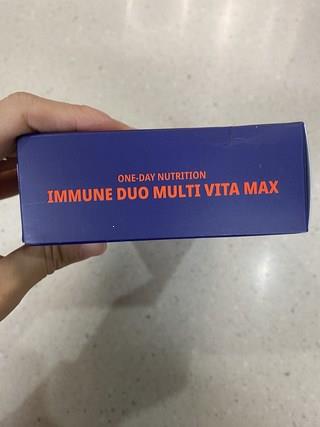 ONE-DAY NUTRITION
IMMUNE DUO MULTI VITA MAX